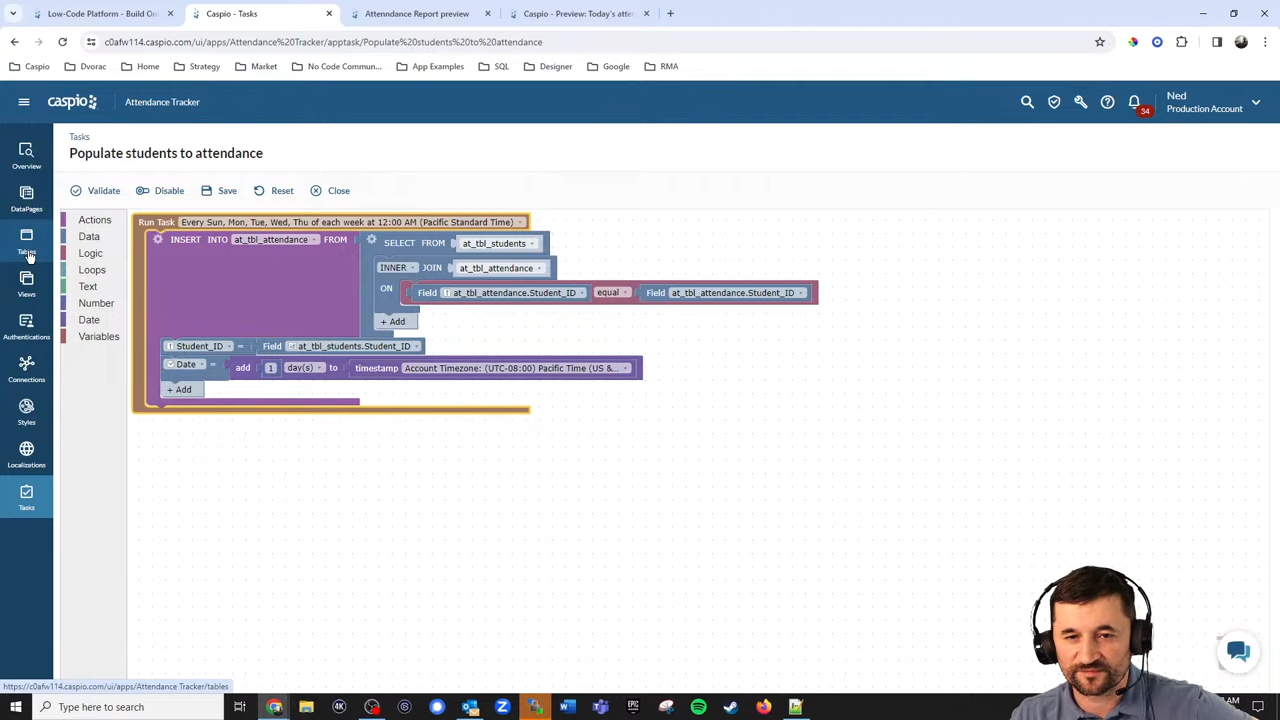 Low-Code Platform - Build On
Caspio - Tasks
Attenndance Report preview
Caspio - Preview: Today's atte
c0afw114.caspio.com/ui/apps/Attendance%20Tracker/apptask/Populate%20students%20to%20attendance
Caspio
Dvorac
Home
Strategy
Market
No Code Commun...
App Examples
SQL
Designer
Google
RMA
caspio
Attendance Tracker
34
Ned
Production Account
Overview
DataPages
Tables
Views
Authentications
Connections
Styles
Localizations
Tasks
Tasks
Populate students to attendance
Validate
Disable
Save
Reset
Close
Actions
Data
Logic
Loops
Text
Number
Date
Variables
Run Task Every Sun, Mon, Tue, Wed, Thu of each week at 12:00 AM (Pacific Standard Time)
INSERT INTO at_tbl_attendance FROM
SELECT FROM at_tbl_students
INNER JOIN at_tbl_attendance
ON Field at_tbl_attendance.Student_ID equal Field at_tbl_attendance.Student_ID
+ Add
Student_ID = Field at_tbl_students.Student_ID
Date = add 1 day(s) to timestamp Account Timezone: (UTC-08:00) Pacific Time (US &...
+ Add
https://c0afw114.caspio.com/ui/apps/Attendance Tracker/tables
Type here to search
4K
EPIC
AM